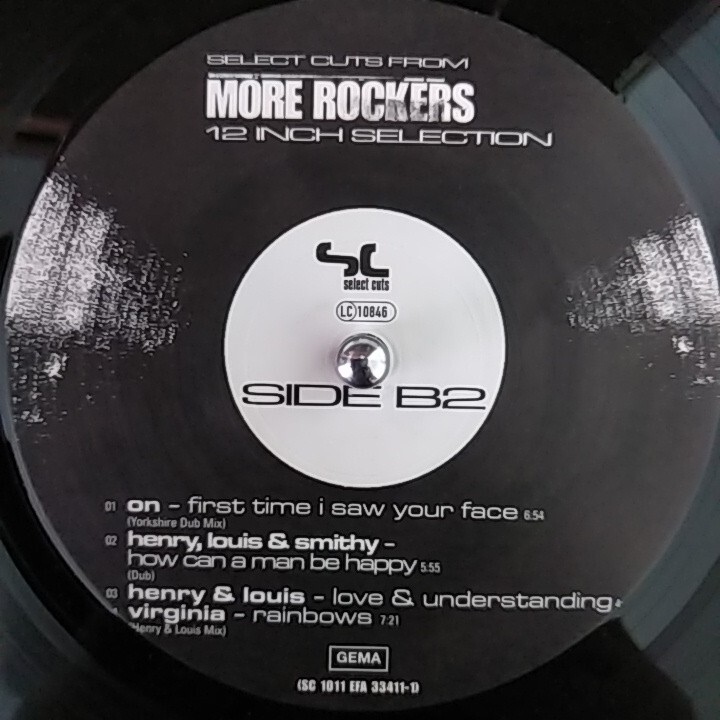 SELECT CUTS FROM
MORE ROCKERS
12 INCH SELECTION
SC
select cuts
LC 10846
SIDE B2
01 on – first time i saw your face 6:54
(Yorkshire Dub Mix)
02 henry, louis & smithy –
how can a man be happy 5:55
(Dub)
03 henry & louis – love & understanding
virginia – rainbows 7:21
(Henry & Louis Mix)
GEMA
(SC 1011 EFA 33411-1)